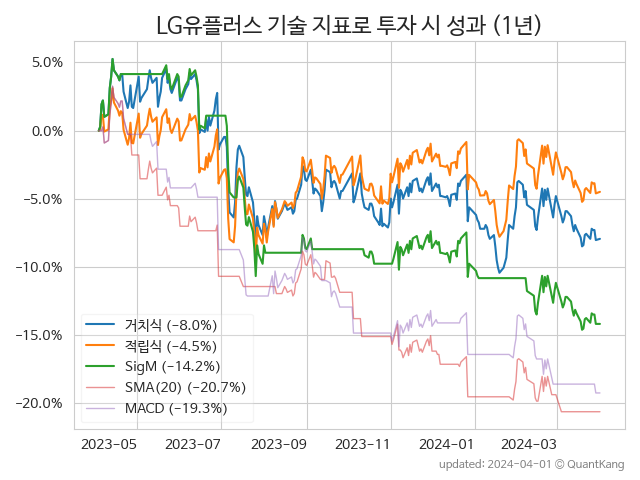 LG유플러스 기술 지표로 투자 시 성과 (1년)
5.0%
0.0%
−5.0%
−10.0%
−15.0%
−20.0%
거치식 (−8.0%)
적립식 (−4.5%)
SigM (−14.2%)
SMA(20) (−20.7%)
MACD (−19.3%)
2023−05 2023−07 2023−09 2023−11 2024−01 2024−03
updated: 2024−04−01 © QuantKang